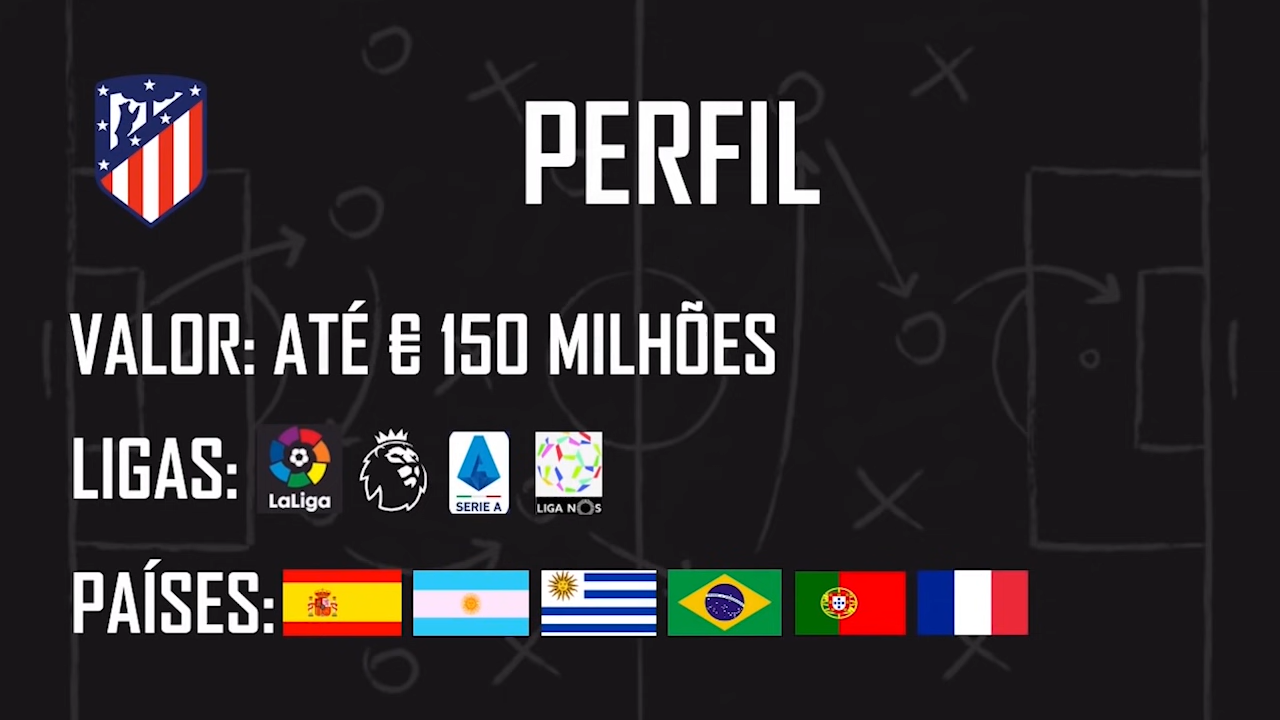 PERFIL
VALOR: ATÉ € 150 MILHÕES
LIGAS: LaLiga SERIE A LIGA NOS
PAÍSES: